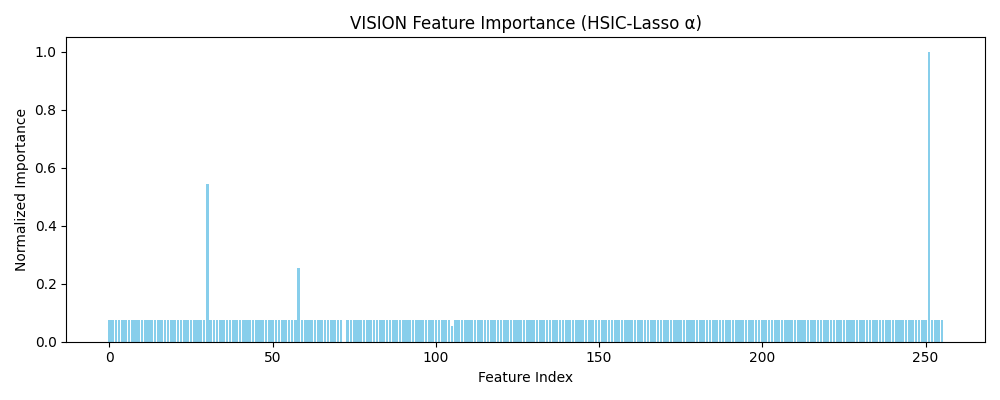 VISION Feature Importance (HSIC-Lasso α)
Normalized Importance
1.0
0.8
0.6
0.4
0.2
0.0
0 50 100 150 200 250
Feature Index